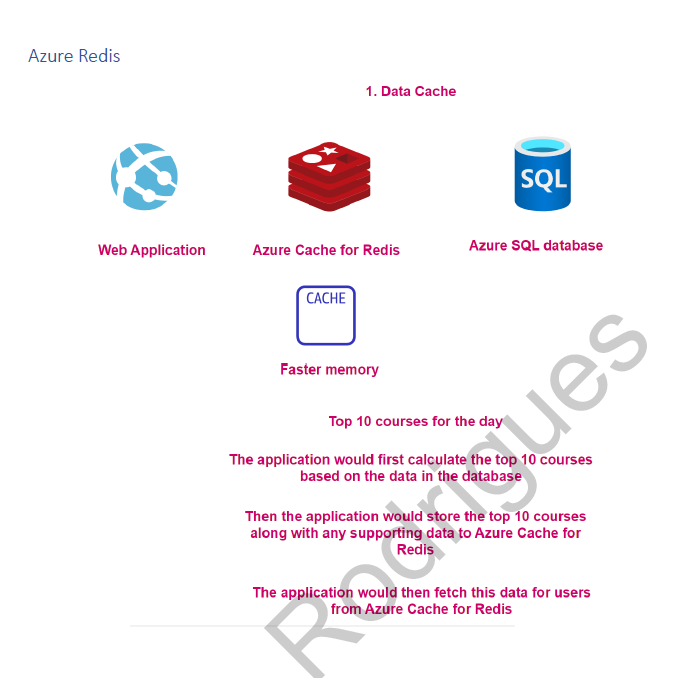 Azure Redis
1. Data Cache
SQL
Web Application
Azure Cache for Redis
Azure SQL database
CACHE
Faster memory
Top 10 courses for the day
The application would first calculate the top 10 courses
based on the data in the database
Then the application would store the top 10 courses
along with any supporting data to Azure Cache for
Redis
The application would then fetch this data for users
from Azure Cache for Redis
Rodrigues